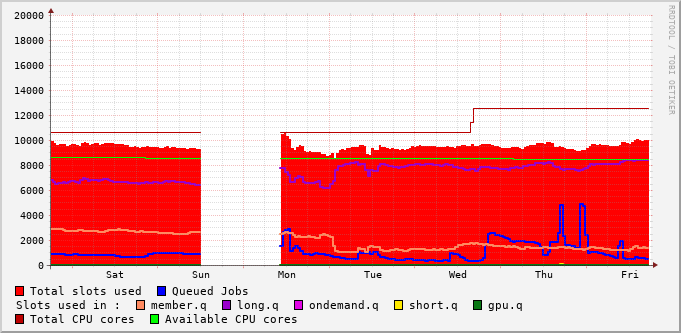 20000
18000
16000
14000
12000
10000
8000
6000
4000
2000
0
Sat Sun Mon Tue Wed Thu Fri
RRDTOOL / TOBI OETIKER
Total slots used Queued Jobs
Slots used in : member.q long.q ondemand.q short.q gpu.q
Total CPU cores Available CPU cores